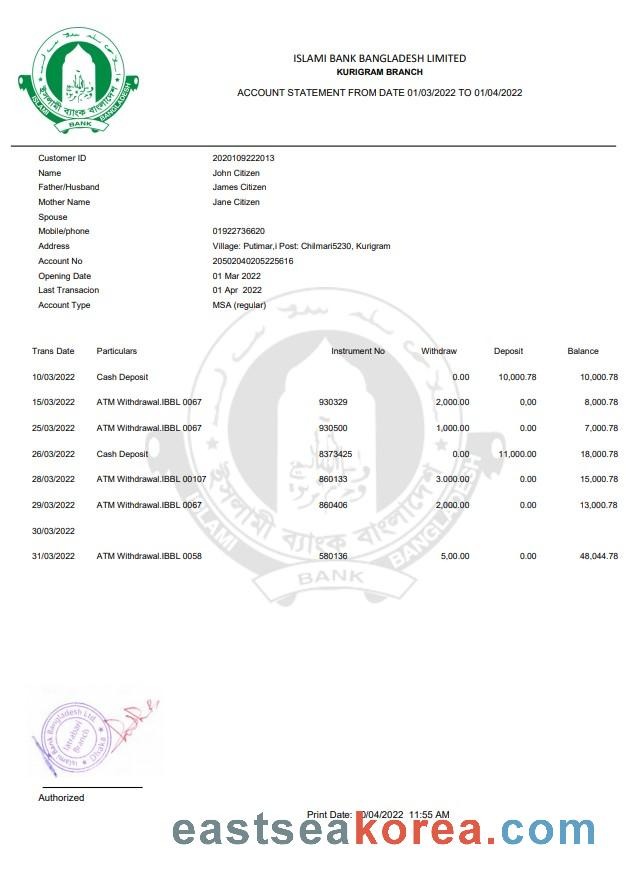 ISLAMI BANK BANGLADESH LIMITED
KURIGRAM BRANCH
ACCOUNT STATEMENT FROM DATE 01/03/2022 TO 01/04/2022
ইসলামী ব্যাংক বাংলাদেশ
ISLAMI BANK BANGLADESH
Customer ID 2020109222013
Name John Citizen
Father/Husband James Citizen
Mother Name Jane Citizen
Spouse
Mobile/phone 01922736620
Address Village: Putimar,i Post: Chilmari5230, Kurigram
Account No 20502040205225616
Opening Date 01 Mar 2022
Last Transacion 01 Apr 2022
Account Type MSA (regular)
Trans Date Particulars Instrument No Withdraw Deposit Balance
10/03/2022 Cash Deposit 0.00 10,000.78 10,000.78
15/03/2022 ATM Withdrawal.IBBL 0067 930329 2,000.00 0,00 8,000.78
25/03/2022 ATM Withdrawal.IBBL 0067 930500 1,000.00 0.00 7,000.78
26/03/2022 Cash Deposit 8373425 0.00 11,000.00 18,000.78
28/03/2022 ATM Withdrawal.IBBL 00107 860133 3.000.00 0.00 15,000.78
29/03/2022 ATM Withdrawal.IBBL 0067 860406 2,000.00 0.00 13,000.78
30/03/2022
31/03/2022 ATM Withdrawal.IBBL 0058 580136 5,00.00 0.00 48,044.78
ইসলামী ব্যাংক বাংলাদেশ
ISLAMI BANK BANGLADESH
Islami Bank Bangladesh Ltd.
Branch
Dhaka
Authorized
Print Date: 0/04/2022 11:55 AM
eastseakorea.com